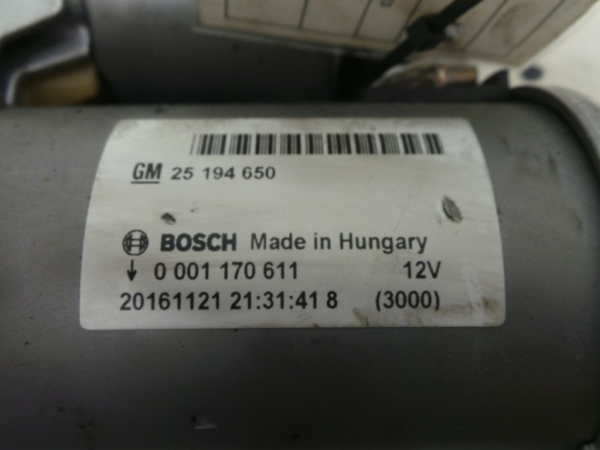 GM 25 194 650
BOSCH Made in Hungary
0 001 170 611 12V
20161121 21:31:41 8 (3000)